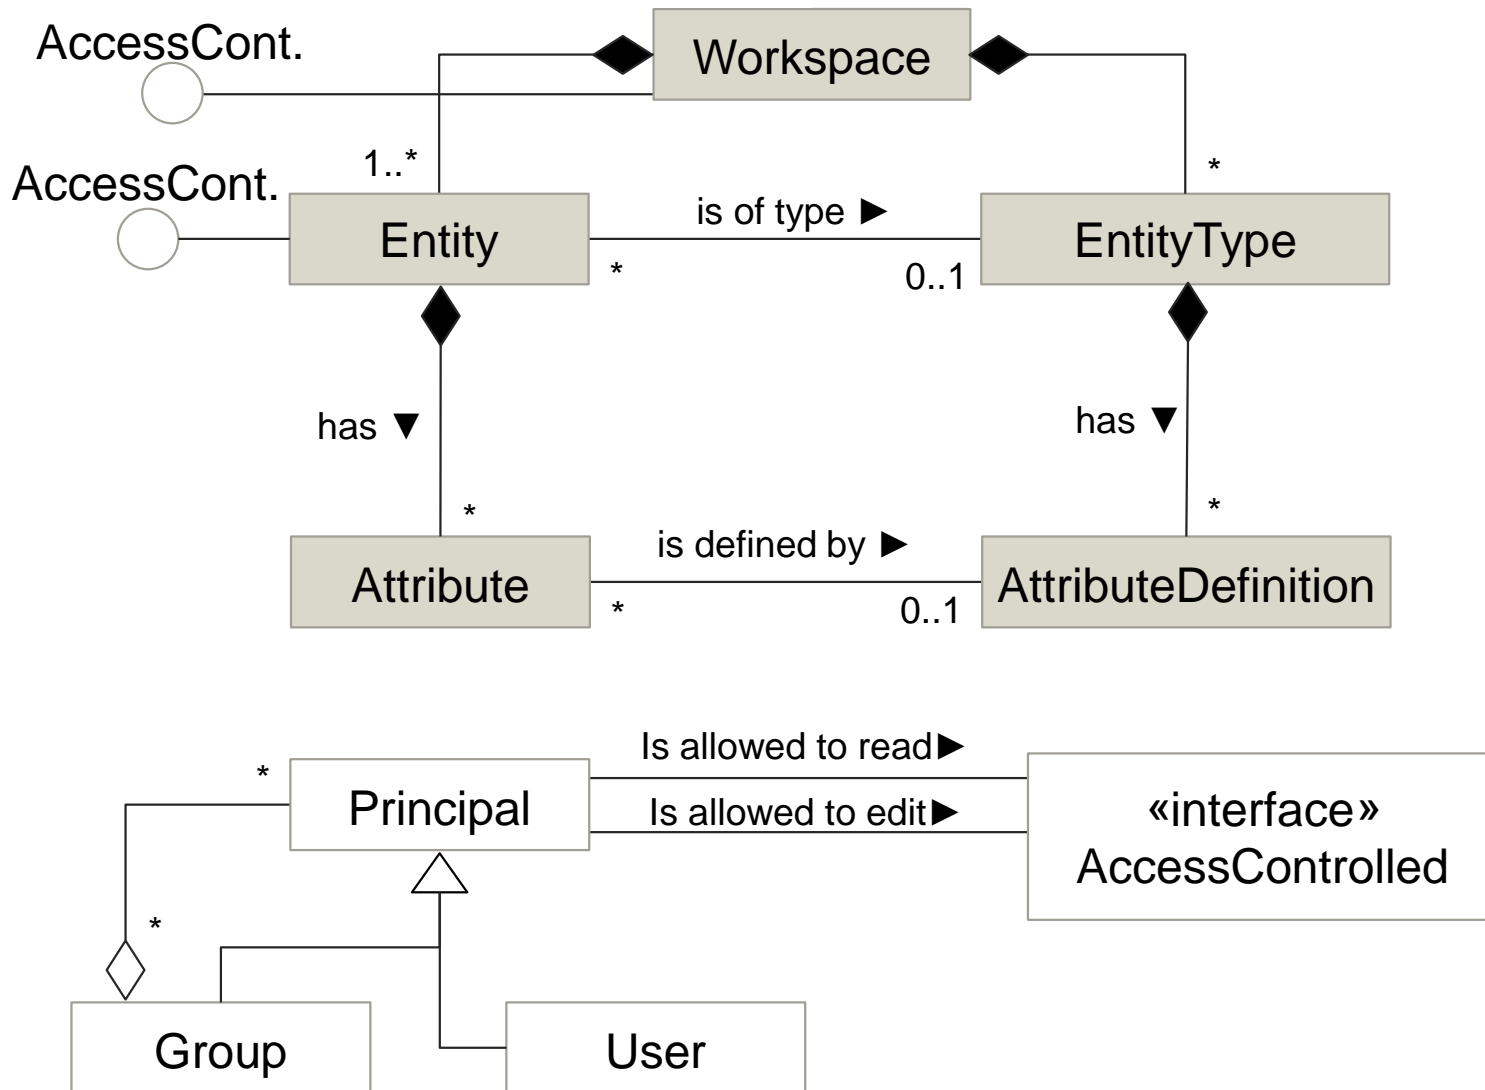 AccessCont.
Workspace
1..*
*
AccessCont.
Entity
is of type ►
EntityType
*
0..1
has ▼
has ▼
*
*
Attribute
is defined by ►
AttributeDefinition
*
0..1
Is allowed to read►
*
Principal
Is allowed to edit►
«interface»
AccessControlled
*
Group
User